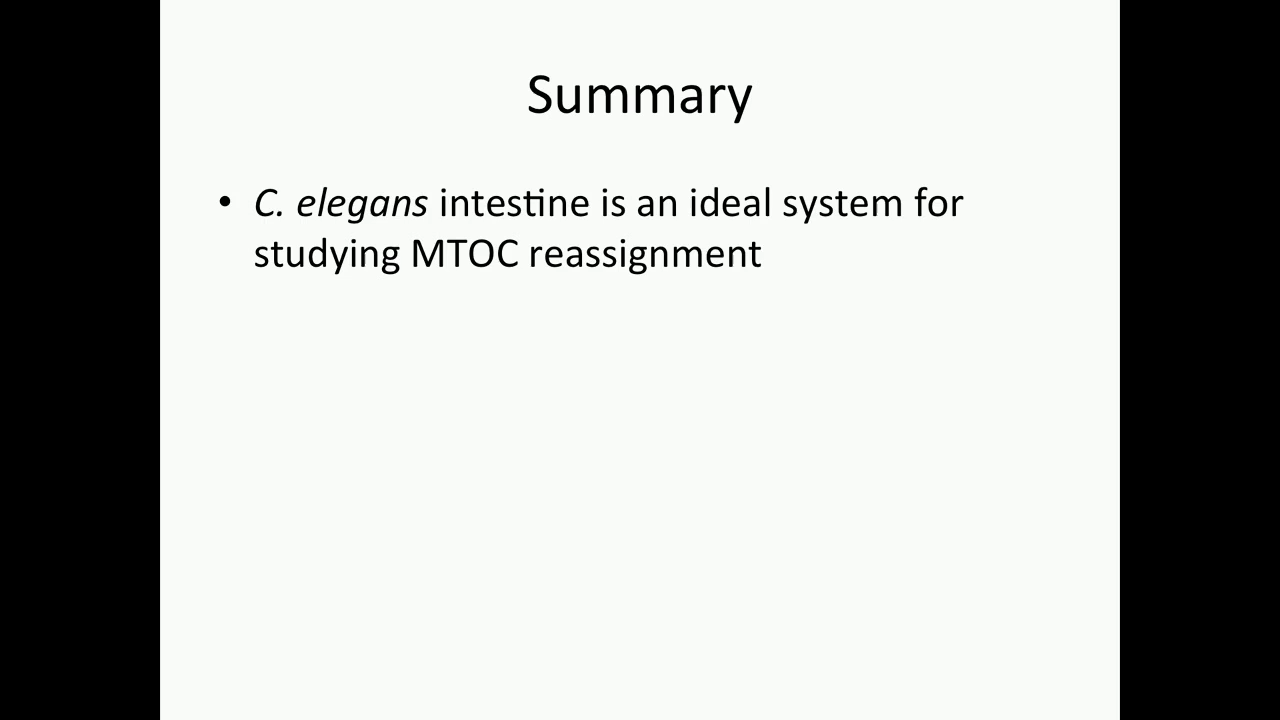 Summary
• C. elegans intestine is an ideal system for
studying MTOC reassignment